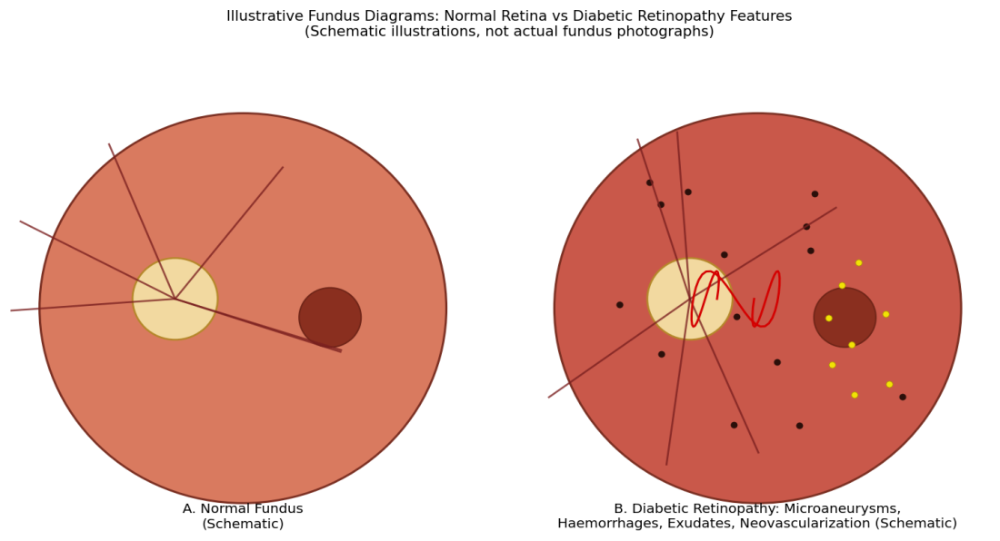 Illustrative Fundus Diagrams: Normal Retina vs Diabetic Retinopathy Features
(Schematic illustrations, not actual fundus photographs)
A. Normal Fundus
(Schematic)
B. Diabetic Retinopathy: Microaneurysms,
Haemorrhages, Exudates, Neovascularization (Schematic)